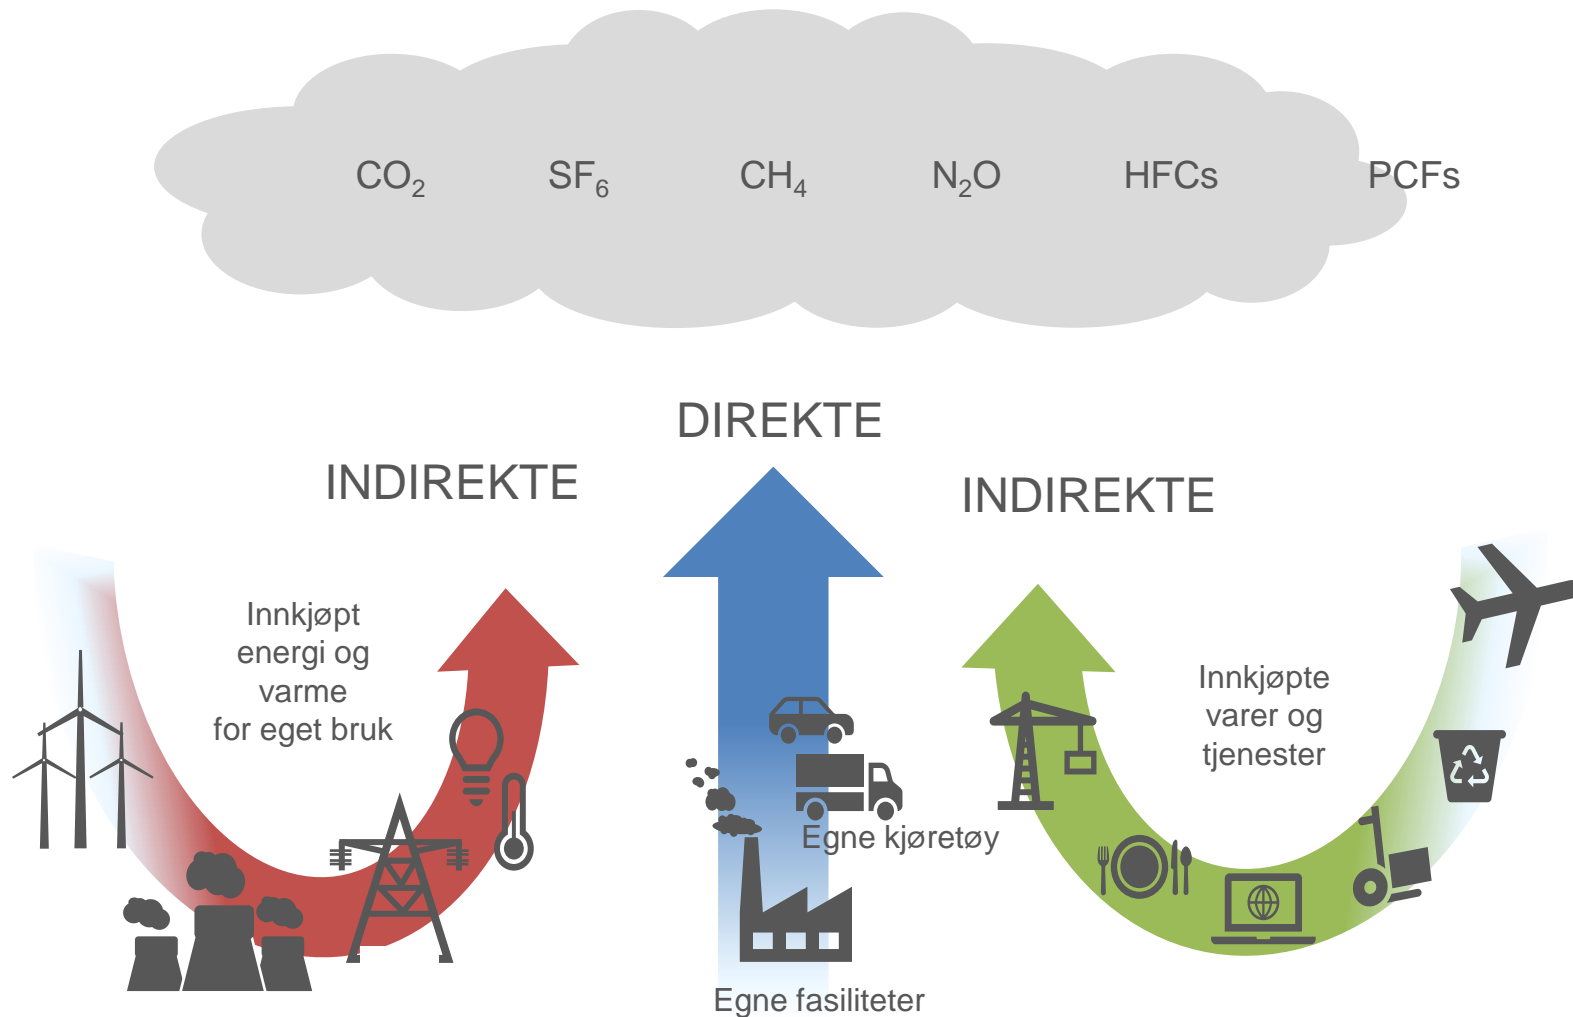 CO₂ SF₆ CH₄ N₂O HFCs PCFs
DIREKTE
INDIREKTE
INDIREKTE
Innkjøpt
energi og
varme
for eget bruk
Innkjøpte
varer og
tjenester
Egne kjøretøy
Egne fasiliteter